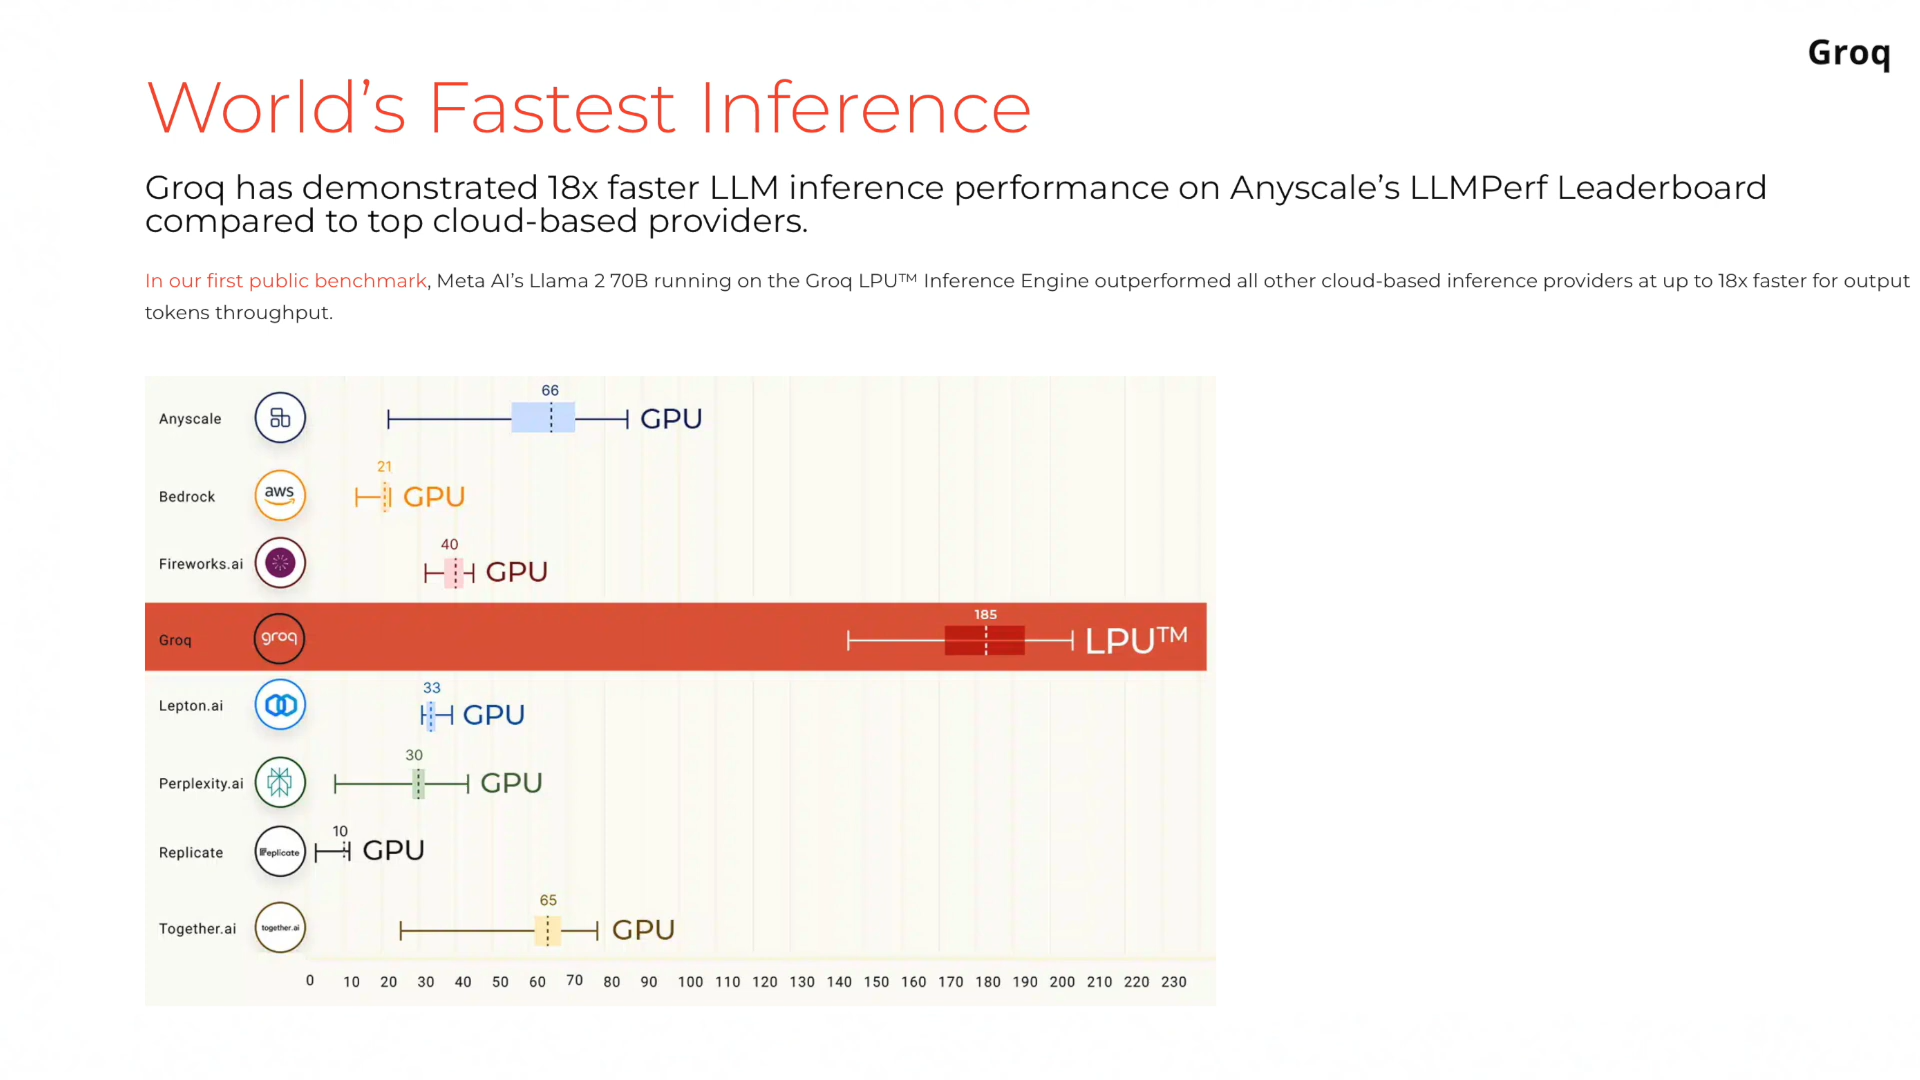 Groq
World’s Fastest Inference
Groq has demonstrated 18x faster LLM inference performance on Anyscale’s LLMPerf Leaderboard
compared to top cloud-based providers.
In our first public benchmark, Meta AI’s Llama 2 70B running on the Groq LPU™ Inference Engine outperformed all other cloud-based inference providers at up to 18x faster for output
tokens throughput.
66
Anyscale GPU
21
Bedrock aws GPU
40
Fireworks.ai GPU
185
Groq groq LPU™
33
Lepton.ai GPU
30
Perplexity.ai GPU
10
Replicate Replicate GPU
65
Together.ai together.ai GPU
0 10 20 30 40 50 60 70 80 90 100 110 120 130 140 150 160 170 180 190 200 210 220 230